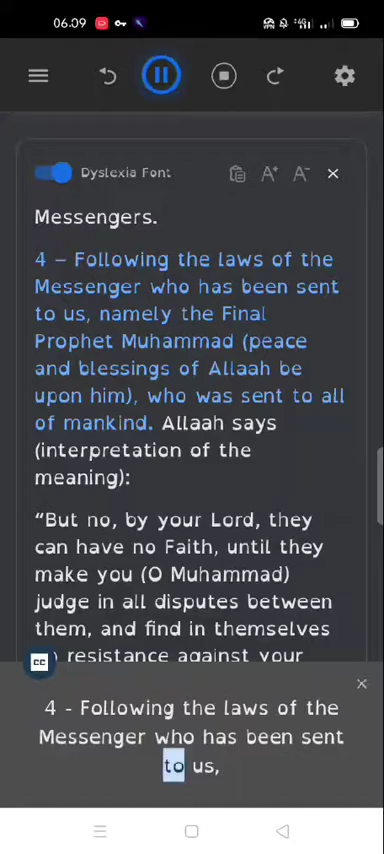 06.09
4G
Dyslexia Font
A+ A-
Messengers.
4 – Following the laws of the
Messenger who has been sent
to us, namely the Final
Prophet Muhammad (peace
and blessings of Allaah be
upon him), who was sent to all
of mankind. Allaah says
(interpretation of the
meaning):
“But no, by your Lord, they
can have no Faith, until they
make you (O Muhammad)
judge in all disputes between
them, and find in themselves
resistance against your
CC
4 - Following the laws of the
Messenger who has been sent
to us,